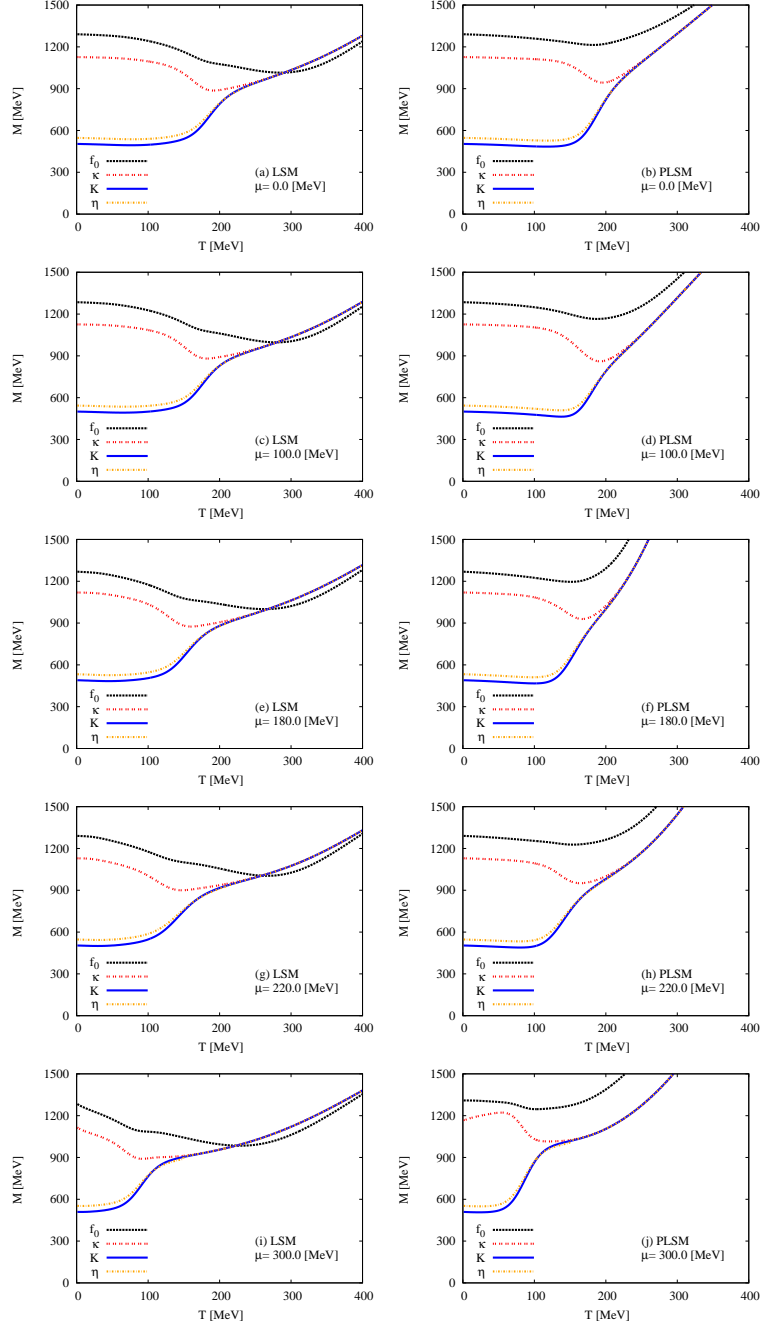 1500
1200
900
600
300
0
M [MeV]
f0
κ
K
η
(a) LSM
μ= 0.0 [MeV]
0 100 200 300 400
T [MeV]
1500
1200
900
600
300
0
M [MeV]
f0
κ
K
η
(b) PLSM
μ= 0.0 [MeV]
0 100 200 300 400
T [MeV]
1500
1200
900
600
300
0
M [MeV]
f0
κ
K
η
(c) LSM
μ= 100.0 [MeV]
0 100 200 300 400
T [MeV]
1500
1200
900
600
300
0
M [MeV]
f0
κ
K
η
(d) PLSM
μ= 100.0 [MeV]
0 100 200 300 400
T [MeV]
1500
1200
900
600
300
0
M [MeV]
f0
κ
K
η
(e) LSM
μ= 180.0 [MeV]
0 100 200 300 400
T [MeV]
1500
1200
900
600
300
0
M [MeV]
f0
κ
K
η
(f) PLSM
μ= 180.0 [MeV]
0 100 200 300 400
T [MeV]
1500
1200
900
600
300
0
M [MeV]
f0
κ
K
η
(g) LSM
μ= 220.0 [MeV]
0 100 200 300 400
T [MeV]
1500
1200
900
600
300
0
M [MeV]
f0
κ
K
η
(h) PLSM
μ= 220.0 [MeV]
0 100 200 300 400
T [MeV]
1500
1200
900
600
300
0
M [MeV]
f0
κ
K
η
(i) LSM
μ= 300.0 [MeV]
0 100 200 300 400
T [MeV]
1500
1200
900
600
300
0
M [MeV]
f0
κ
K
η
(j) PLSM
μ= 300.0 [MeV]
0 100 200 300 400
T [MeV]